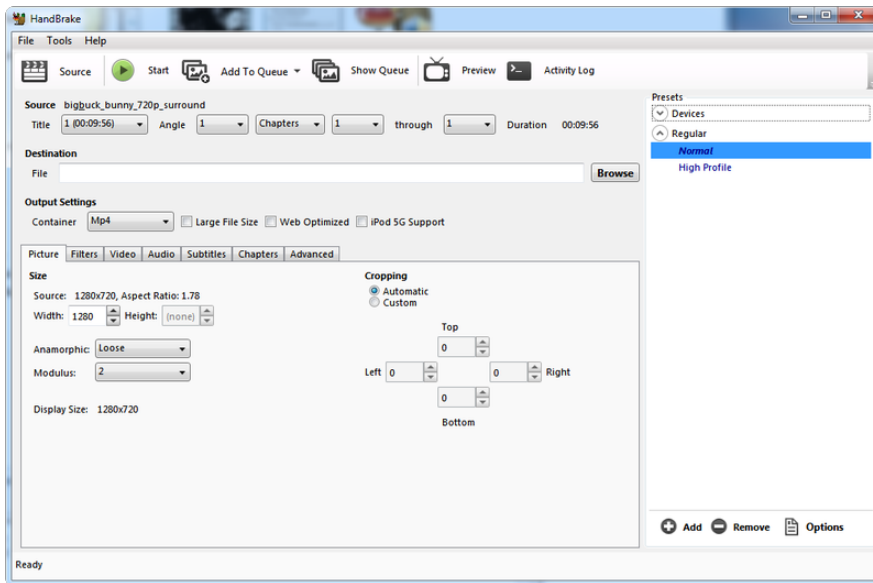 HandBrake
File Tools Help
Source Start Add To Queue Show Queue Preview Activity Log
Source bigbuck_bunny_720p_surround
Title 1 (00:09:56) Angle 1 Chapters 1 through 1 Duration 00:09:56
Destination
File Browse
Output Settings
Container Mp4 Large File Size Web Optimized iPod 5G Support
Picture Filters Video Audio Subtitles Chapters Advanced
Size
Source: 1280x720, Aspect Ratio: 1.78
Width: 1280 Height: (none)
Anamorphic: Loose
Modulus: 2
Display Size: 1280x720
Cropping
Automatic
Custom
Top
0
Left 0 0 Right
0
Bottom
Presets
Devices
Regular
Normal
High Profile
Add Remove Options
Ready